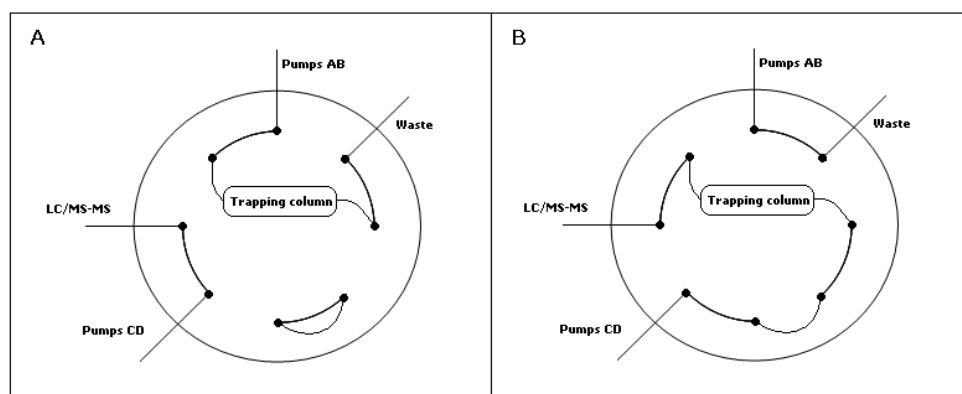 A
Pumps AB
Waste
Trapping column
LC/MS-MS
Pumps CD
B
Pumps AB
Waste
Trapping column
LC/MS-MS
Pumps CD